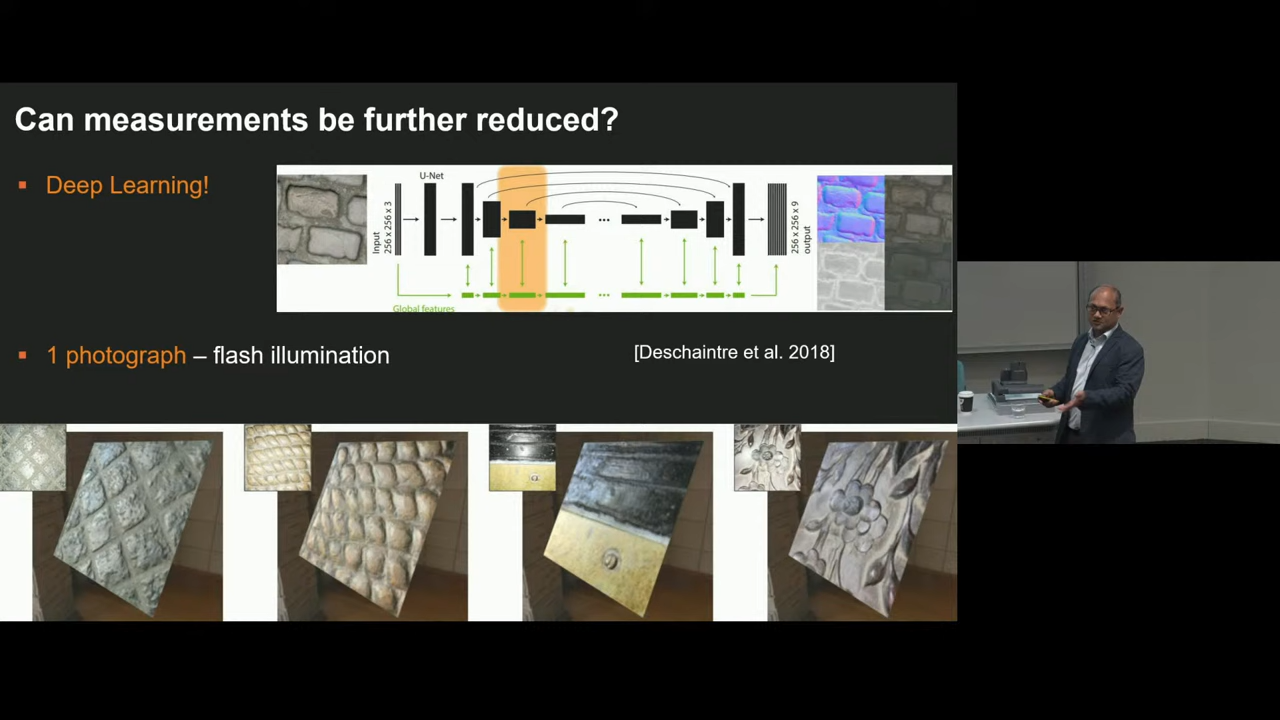 Can measurements be further reduced?
Deep Learning!
U-Net
Input
256 x 256 x 3
256 x 256 x 9
output
Global features
1 photograph – flash illumination
[Deschaintre et al. 2018]